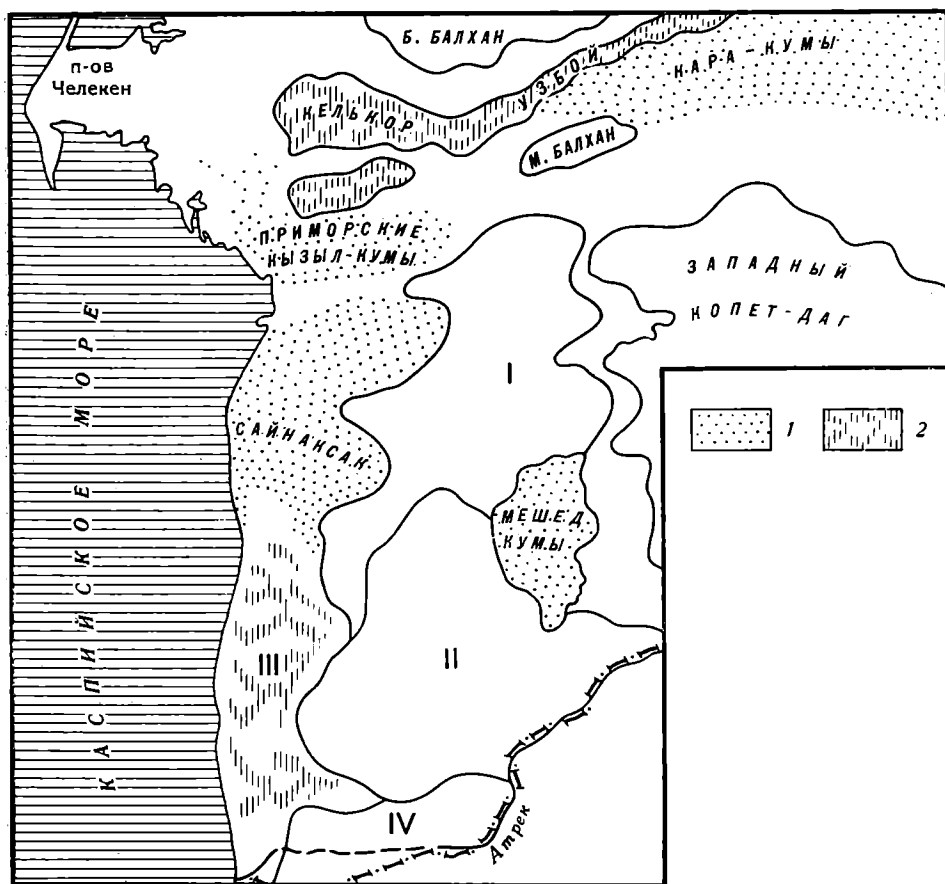 Б. БАЛХАН
п-ов
Челекен
КАРА-КУМЫ
УЗБОЙ
КЕЛЬКОР
М. БАЛХАН
ПРИМОРСКИЕ
КЫЗЫЛ-КУМЫ
ЗАПАДНЫЙ
КОПЕТ-ДАГ
I
1
2
САЙНАКСАК
МЕШЕД
КУМЫ
КАСПИЙСКОЕ МОРЕ
III
II
IV
Атрек